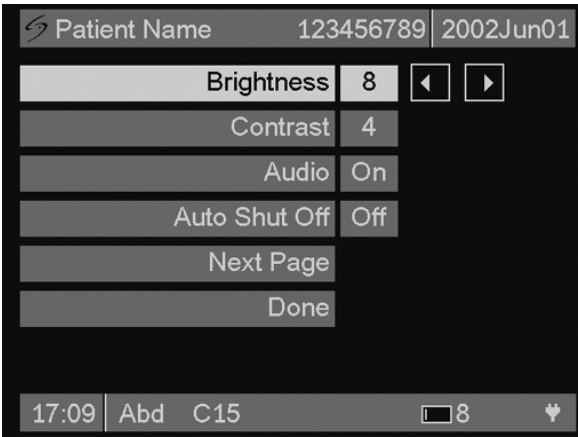 Patient Name 123456789 2002Jun01
Brightness 8
Contrast 4
Audio On
Auto Shut Off Off
Next Page
Done
17:09 Abd C15 8